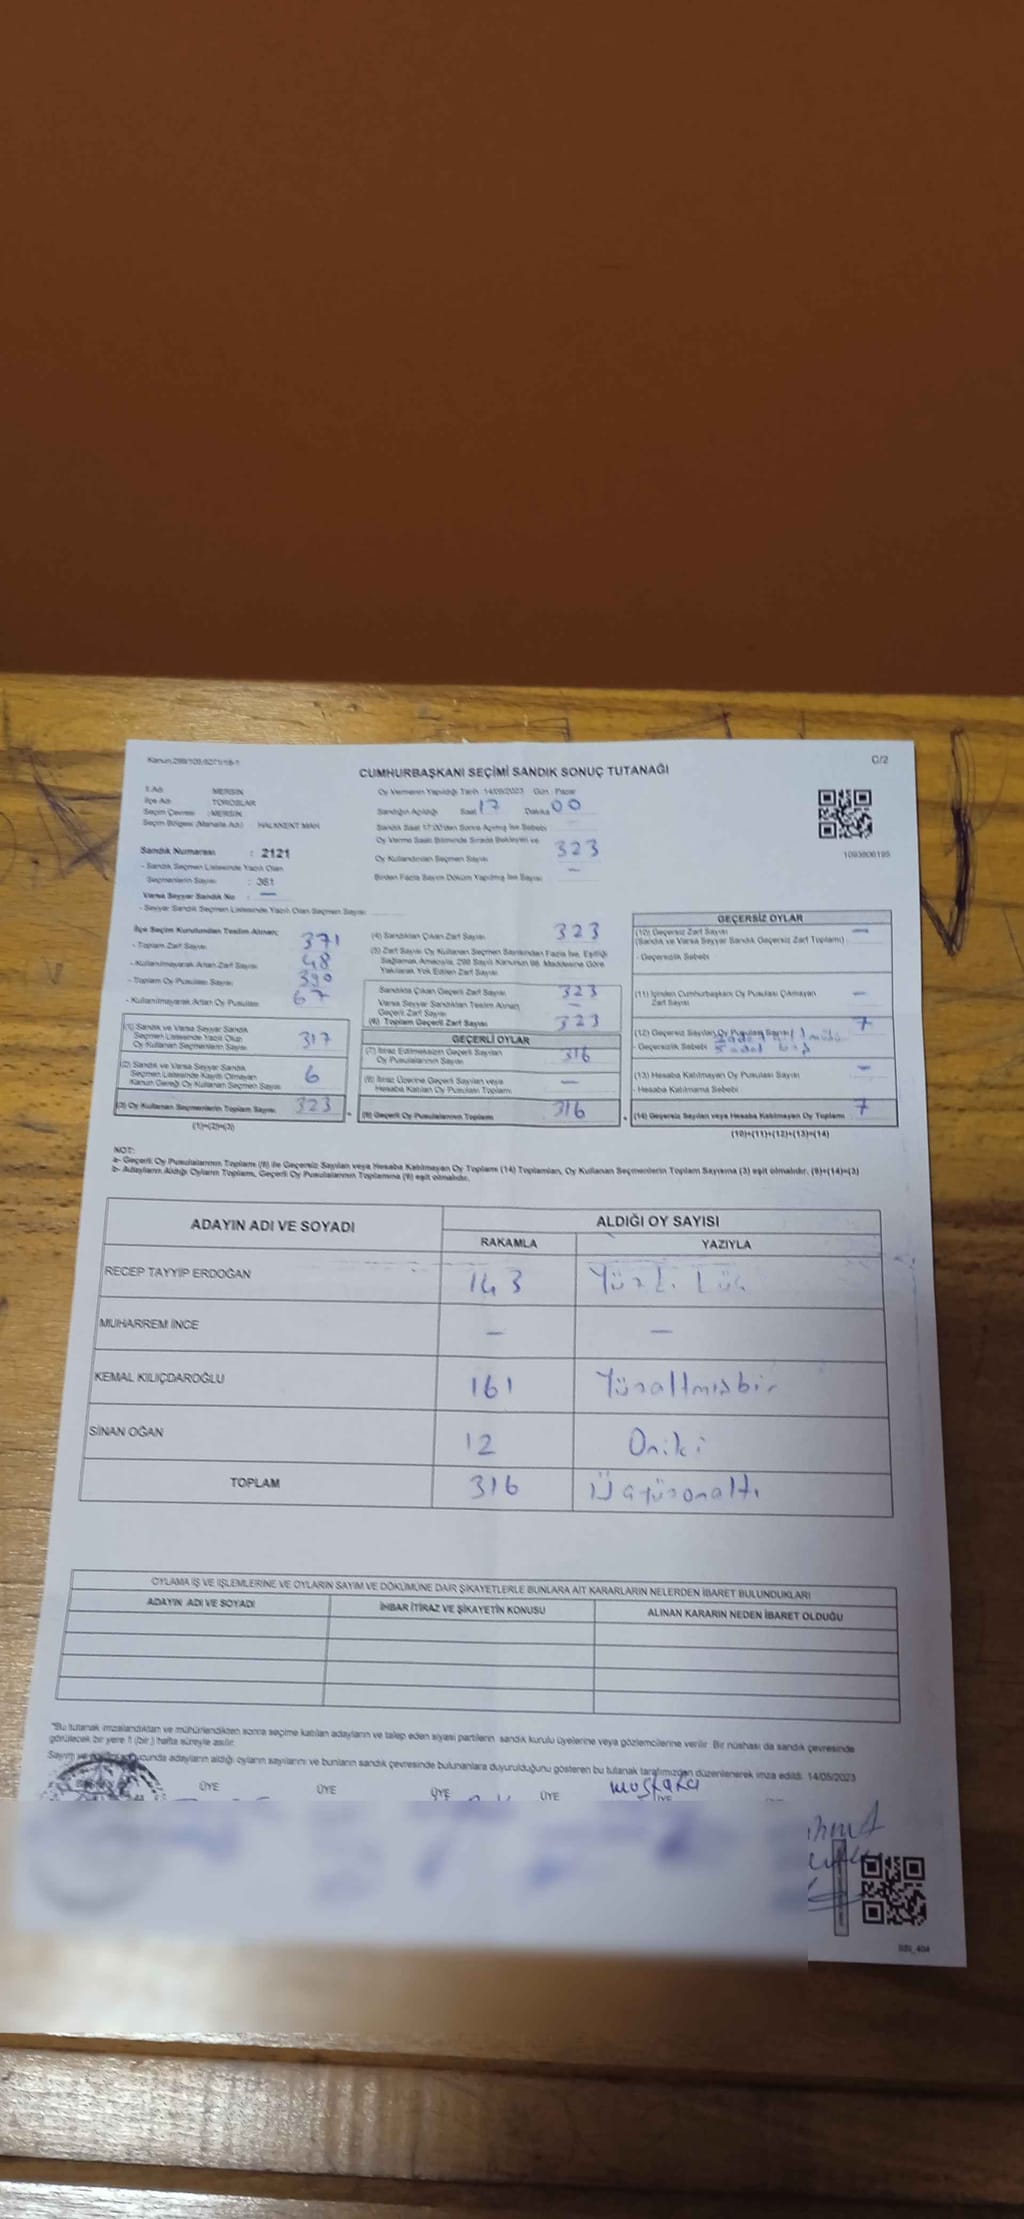 C/2
CUMHURBAŞKANI SEÇİMİ SANDIK SONUÇ TUTANAĞI
İl Adı MERSİN
İlçe Adı TOROSLAR
Seçim Çevresi : MERSİN
Seçim Bölgesi (Mahalle Adı) HALKKENT MAH
Sandık Numarası : 2121
- Sandık Seçmen Listesinde Yazılı Olan
Seçmenlerin Sayısı : 361
Varsa Seyyar Sandık No : —
- Seyyar Sandık Seçmen Listesinde Yazılı Olan Seçmen Sayısı
Oy Vermenin Yapıldığı Tarih: 14/05/2023 Gün : Pazar
Sandığın Açıldığı Saat 17 Dakika 00
Sandık Saat 17:00'den Sonra Açılmış İse Sebebi
Oy Verme Saati Bitiminde Sırada Bekleyen ve
Oy Kullandırılan Seçmen Sayısı 323
Birden Fazla Sayım Döküm Yapılmış İse Sayısı —
1093806195
İlçe Seçim Kurulundan Teslim Alınan;
- Toplam Zarf Sayısı 371
- Kullanılmayarak Artan Zarf Sayısı 48
- Toplam Oy Pusulası Sayısı 390
- Kullanılmayarak Artan Oy Pusulası 67
(1) Sandık ve Varsa Seyyar Sandık
Seçmen Listesinde Yazılı Olup
Oy Kullanan Seçmenlerin Sayısı 317
(2) Sandık ve Varsa Seyyar Sandık
Seçmen Listesinde Kayıtlı Olmayan
Kanun Gereği Oy Kullanan Seçmen Sayısı 6
(3) Oy Kullanan Seçmenlerin Toplam Sayısı 323
(1)+(2)=(3)
(4) Sandıktan Çıkan Zarf Sayısı 323
(5) Zarf Sayısı Oy Kullanan Seçmen Sayısından Fazla İse, Eşitliği
Sağlamak Amacıyla, 298 Sayılı Kanunun 98. Maddesine Göre
Yakılarak Yok Edilen Zarf Sayısı
Sandıkta Çıkan Geçerli Zarf Sayısı 323
Varsa Seyyar Sandıktan Teslim Alınan
Geçerli Zarf Sayısı —
(6) Toplam Geçerli Zarf Sayısı 323
GEÇERLİ OYLAR
(7) İtiraz Edilmeksizin Geçerli Sayılan
Oy Pusulalarının Sayısı 316
(8) İtiraz Üzerine Geçerli Sayılan veya
Hesaba Katılan Oy Pusulası Toplamı —
(9) Geçerli Oy Pusulalarının Toplamı 316
GEÇERSİZ OYLAR
(10) Geçersiz Zarf Sayısı —
(Sandık ve Varsa Seyyar Sandık Geçersiz Zarf Toplamı)
- Geçersizlik Sebebi
(11) İçinden Cumhurbaşkanı Oy Pusulası Çıkmayan
Zarf Sayısı —
(12) Geçersiz Sayılan Oy Pusulası Sayısı 7
- Geçersizlik Sebebi 5 adet
(13) Hesaba Katılmayan Oy Pusulası Sayısı —
- Hesaba Katılmama Sebebi
(14) Geçersiz Sayılan veya Hesaba Katılmayan Oy Toplamı 7
(10)+(11)+(12)+(13)=(14)
NOT:
a- Geçerli Oy Pusulalarının Toplamı (9) ile Geçersiz Sayılan veya Hesaba Katılmayan Oy Toplamı (14) Toplamları, Oy Kullanan Seçmenlerin Toplam Sayısına (3) eşit olmalıdır. (9)+(14)=(3)
b- Adayların Aldığı Oyların Toplamı, Geçerli Oy Pusulalarının Toplamına (9) eşit olmalıdır.
ADAYIN ADI VE SOYADI ALDIĞI OY SAYISI
RAKAMLA YAZIYLA
RECEP TAYYİP ERDOĞAN 143
MUHARREM İNCE — —
KEMAL KILIÇDAROĞLU 161 Yüzaltmışbir
SİNAN OĞAN 12 Oniki
TOPLAM 316 Üçyüzonaltı
OYLAMA İŞ VE İŞLEMLERİNE VE OYLARIN SAYIM VE DÖKÜMÜNE DAİR ŞİKAYETLERLE BUNLARA AİT KARARLARIN NELERDEN İBARET BULUNDUKLARI
ADAYIN ADI VE SOYADI İHBAR İTİRAZ VE ŞİKAYETİN KONUSU ALINAN KARARIN NEDEN İBARET OLDUĞU
"Bu tutanak imzalandıktan ve mühürlendikten sonra seçime katılan adayların ve talep eden siyasi partilerin sandık kurulu üyelerine veya gözlemcilerine verilir. Bir nüshası da sandık çevresinde
görülecek bir yere 1 (bir) hafta süreyle asılır.
Sayım ve adayların aldığı oyların sayılarını ve bunların sandık çevresinde bulunanlara duyurulduğunu gösteren bu tutanak tarafımızdan düzenlenerek imza edildi. 14/05/2023
ÜYE ÜYE ÜYE ÜYE ÜYE